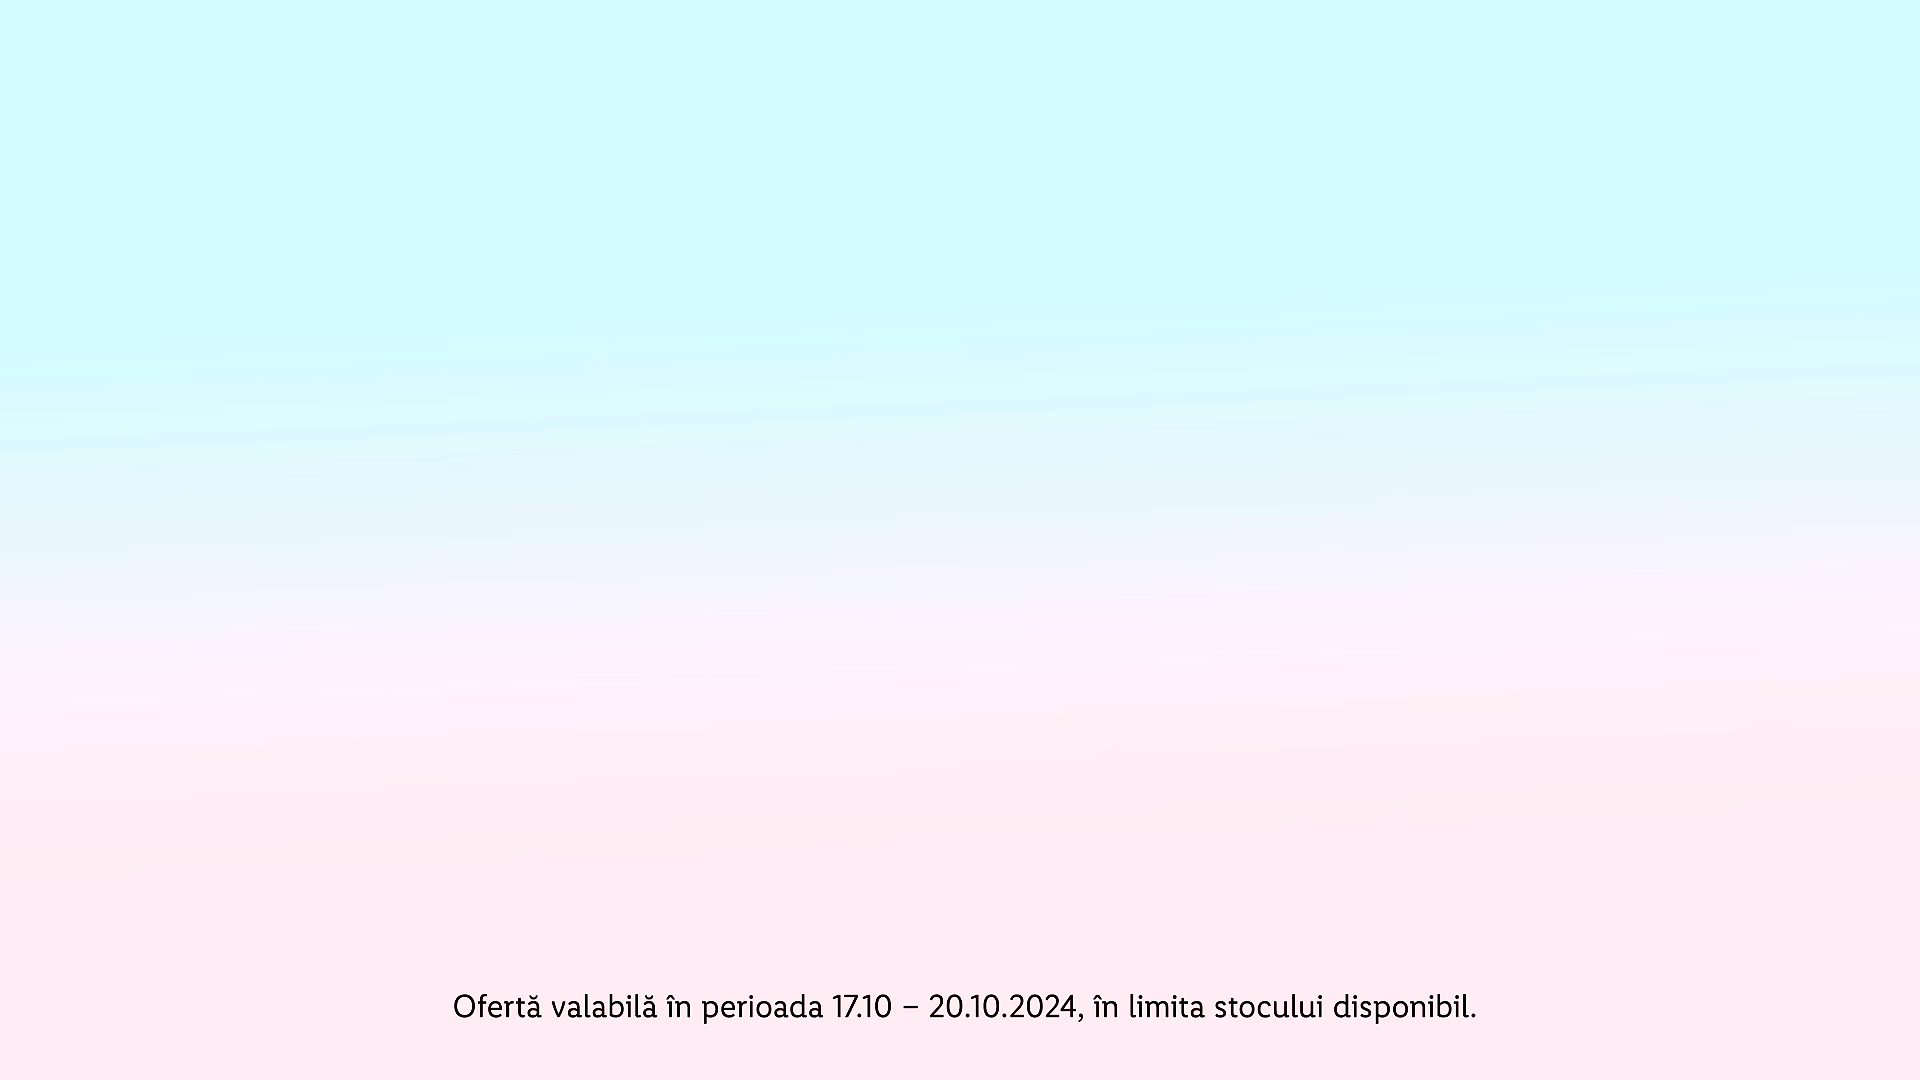 Ofertă valabilă în perioada 17.10 – 20.10.2024, în limita stocului disponibil.